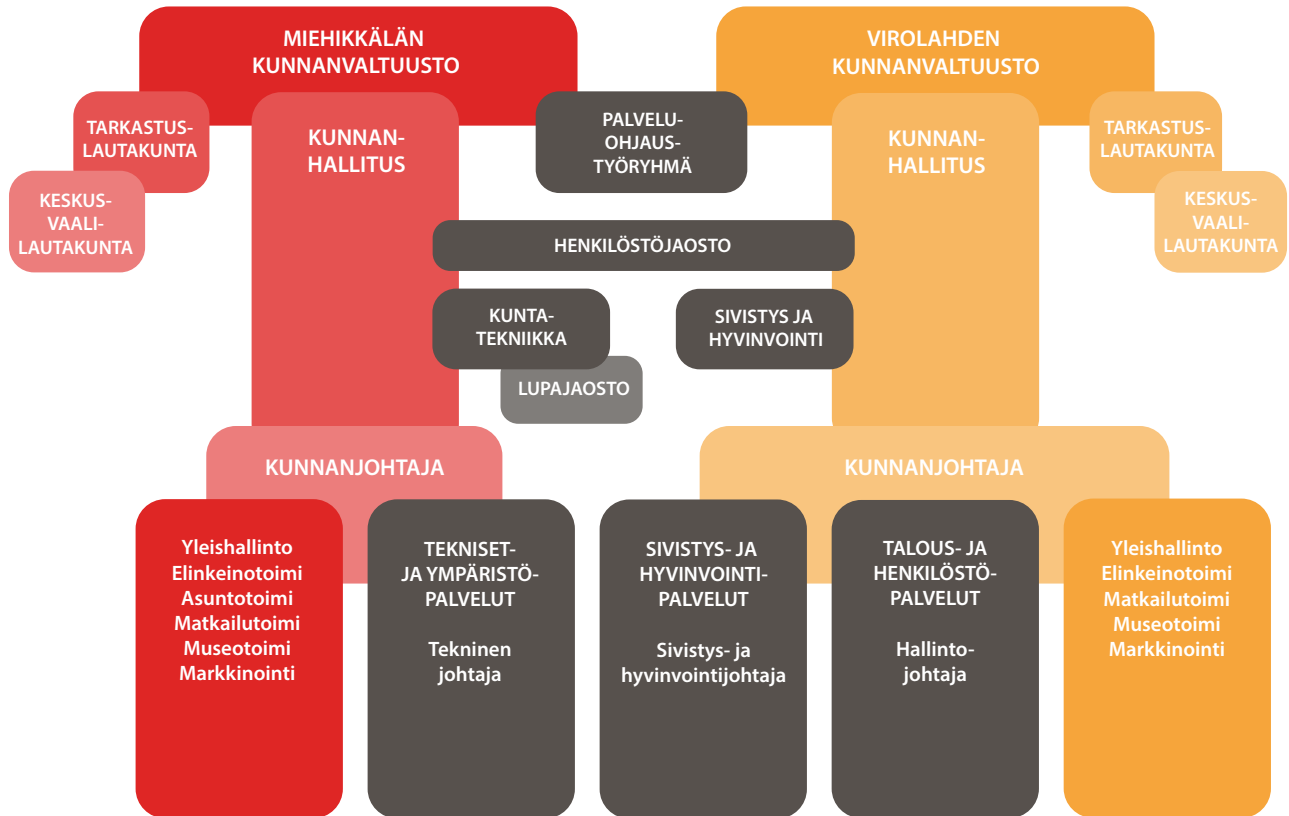 MIEHIKKÄLÄN
KUNNANVALTUUSTO
VIROLAHDEN
KUNNANVALTUUSTO
TARKASTUS-
LAUTAKUNTA
KESKUS-
VAALI-
LAUTAKUNTA
KUNNAN-
HALLITUS
PALVELU-
OHJAUS-
TYÖRYHMÄ
KUNNAN-
HALLITUS
TARKASTUS-
LAUTAKUNTA
KESKUS-
VAALI-
LAUTAKUNTA
HENKILÖSTÖJAOSTO
KUNTA-
TEKNIIKKA
SIVISTYS JA
HYVINVOINTI
LUPAJAOSTO
KUNNANJOHTAJA
KUNNANJOHTAJA
Yleishallinto
Elinkeinotoimi
Asuntotoimi
Matkailutoimi
Museotoimi
Markkinointi
TEKNISET-
JA YMPÄRISTÖ-
PALVELUT
Tekninen
johtaja
SIVISTYS- JA
HYVINVOINTI-
PALVELUT
Sivistys- ja
hyvinvointijohtaja
TALOUS- JA
HENKILÖSTÖ-
PALVELUT
Hallinto-
johtaja
Yleishallinto
Elinkeinotoimi
Matkailutoimi
Museotoimi
Markkinointi